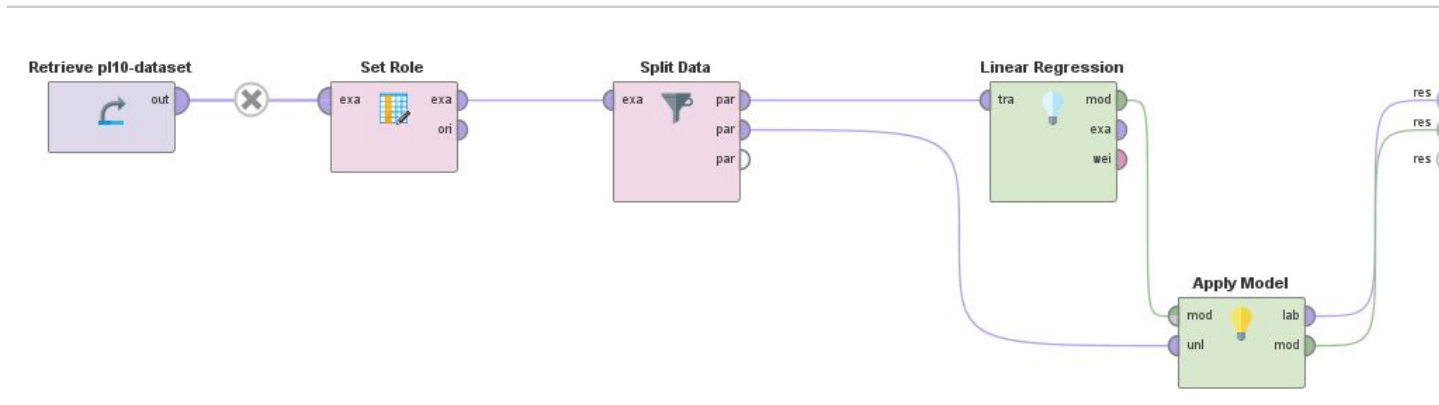 Retrieve pl10-dataset
out
Set Role
exa
exa
ori
Split Data
exa
par
par
par
Linear Regression
tra
mod
exa
wei
Apply Model
mod
lab
unl
mod
res
res
res